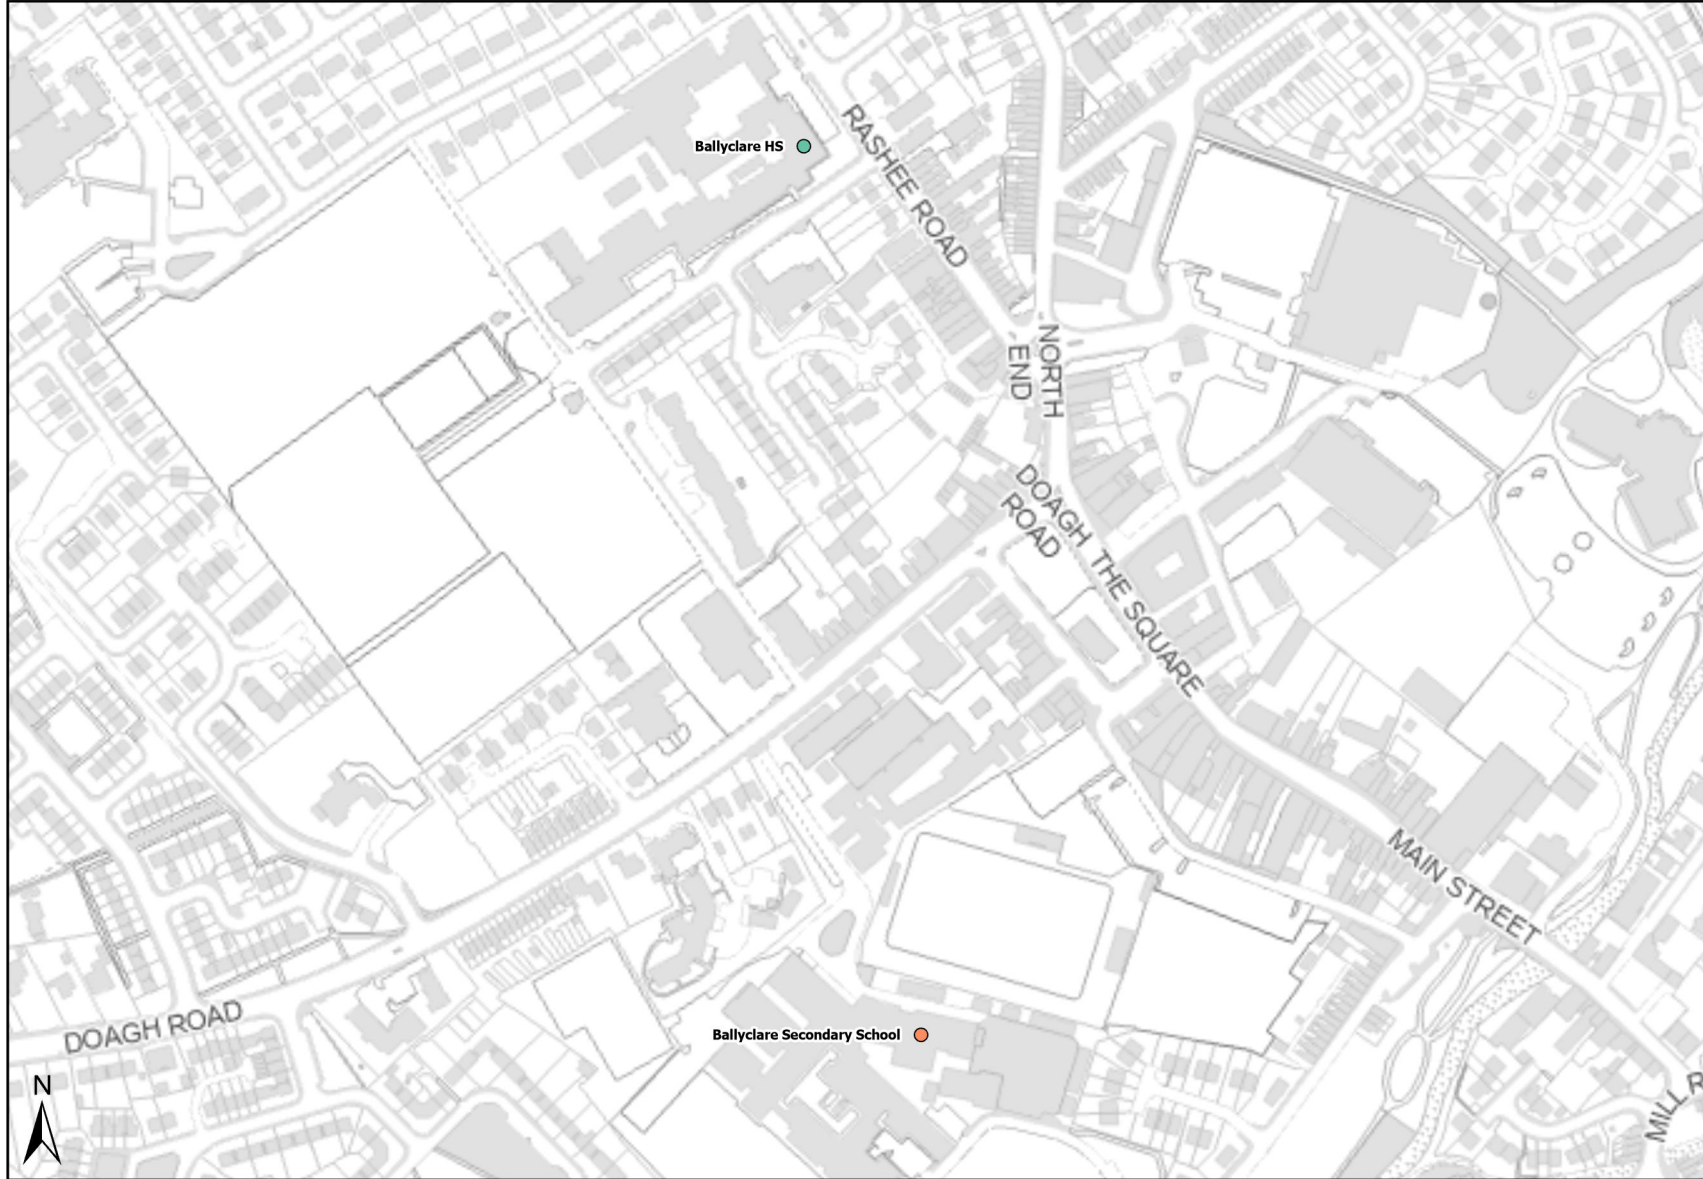 Ballyclare HS
RASHEE ROAD
NORTH
END
DOAGH
ROAD
THE SQUARE
MAIN STREET
DOAGH ROAD
Ballyclare Secondary School
N
MILL R